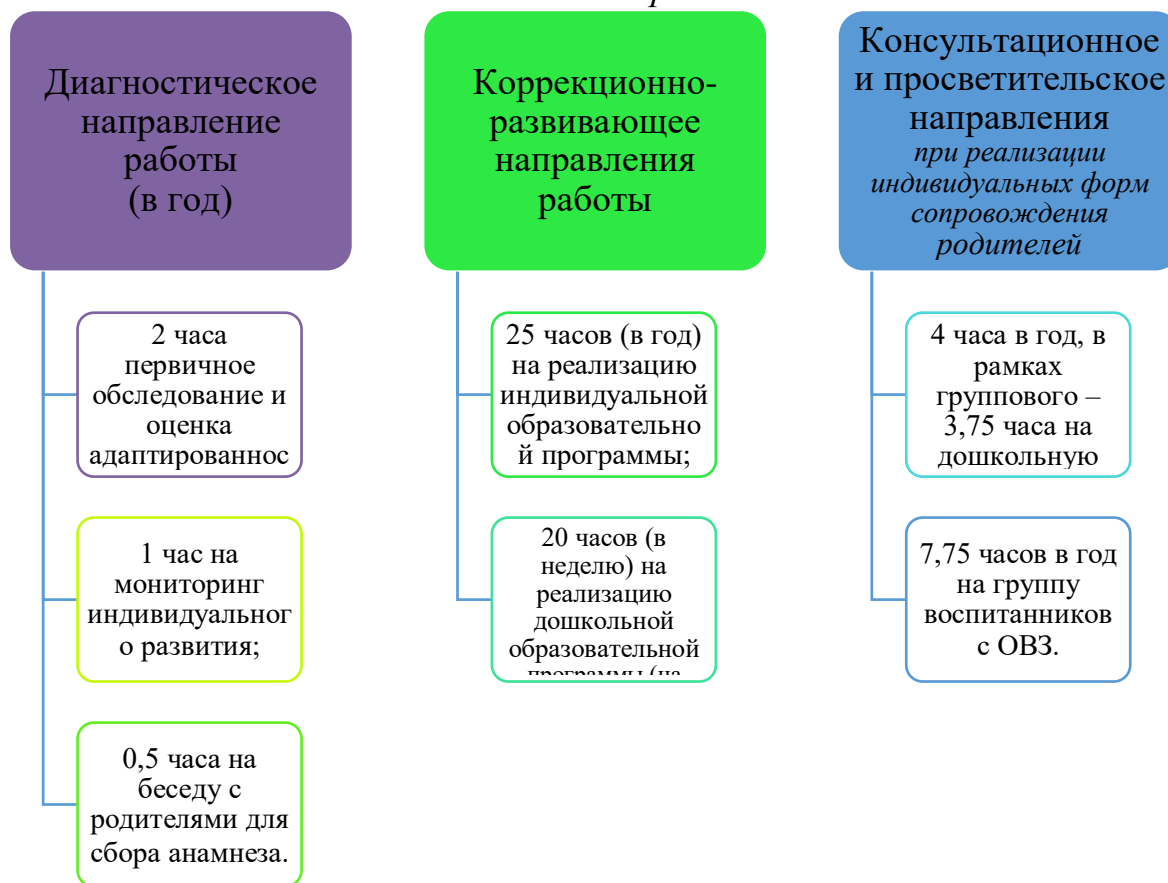 Диагностическое
направление
работы
(в год)
2 часа
первичное
обследование и
оценка
адаптированнос
1 час на
мониторинг
индивидуальног
о развития;
0,5 часа на
беседу с
родителями для
сбора анамнеза.
Коррекционно-
развивающее
направления
работы
25 часов (в год)
на реализацию
индивидуальной
образовательно
й программы;
20 часов (в
неделю) на
реализацию
дошкольной
образовательной
программы (на
Консультационное
и просветительское
направления
при реализации
индивидуальных форм
сопровождения
родителей
4 часа в год, в
рамках
группового –
3,75 часа на
дошкольную
7,75 часов в год
на группу
воспитанников
с ОВЗ.